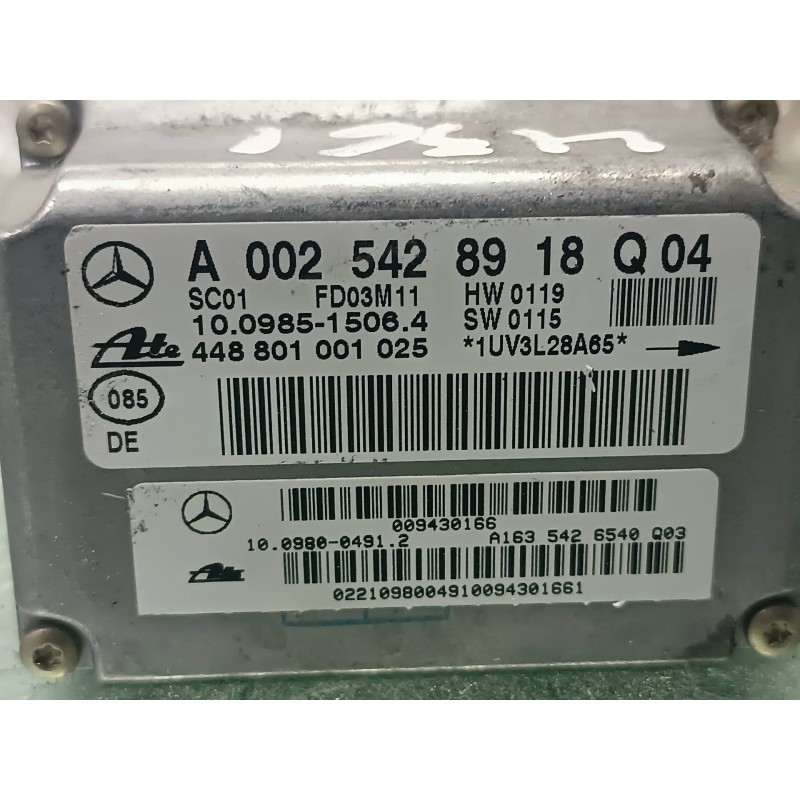 A 002 542 89 18 Q 04
SC01 FD03M11 HW 0119
10.0985-1506.4 SW 0115
Ate 448 801 001 025 *1UV3L28A65*
085
DE
009430166
10.0980-0491.2 A163 542 6540 Q03
Ate
0221098004910094301661